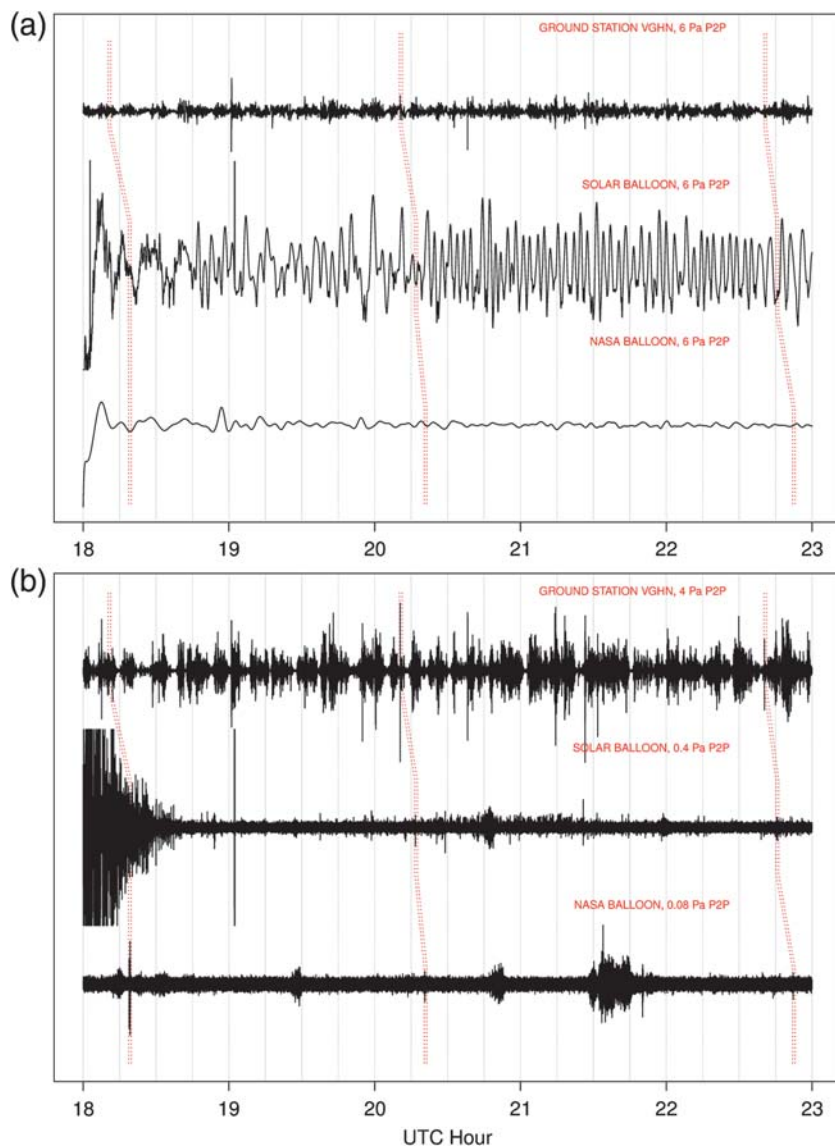 (a)
GROUND STATION VGHN, 6 Pa P2P
SOLAR BALLOON, 6 Pa P2P
NASA BALLOON, 6 Pa P2P
18 19 20 21 22 23
(b)
GROUND STATION VGHN, 4 Pa P2P
SOLAR BALLOON, 0.4 Pa P2P
NASA BALLOON, 0.08 Pa P2P
18 19 20 21 22 23
UTC Hour